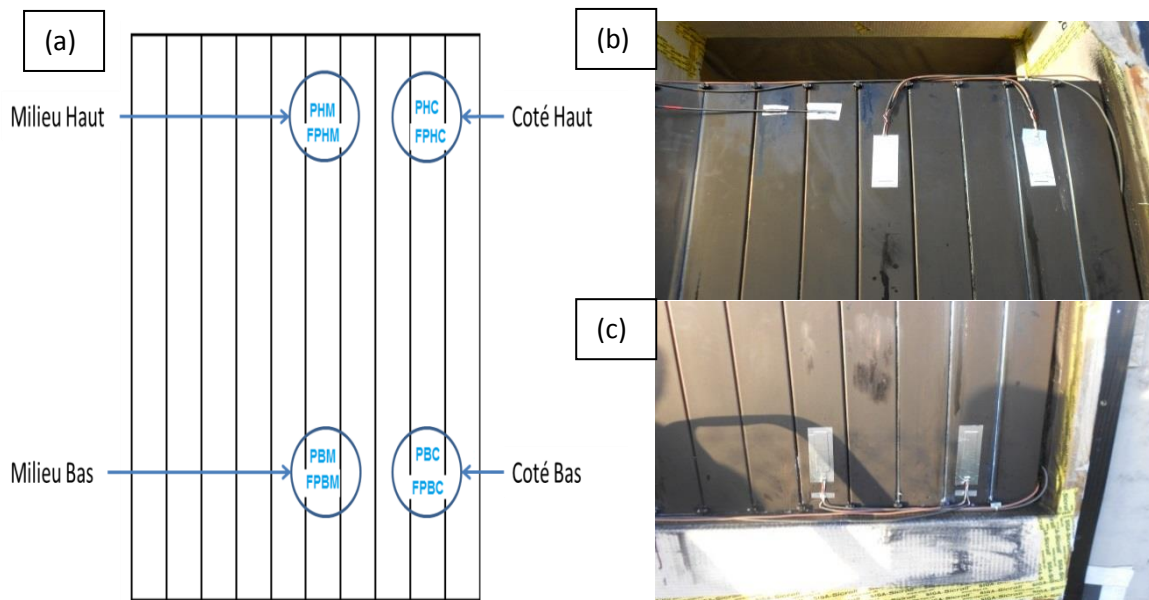 (a)
Milieu Haut
PHM
FPHM
PHC
FPHC
Coté Haut
Milieu Bas
PBM
FPBM
PBC
FPBC
Coté Bas
(b)
(c)